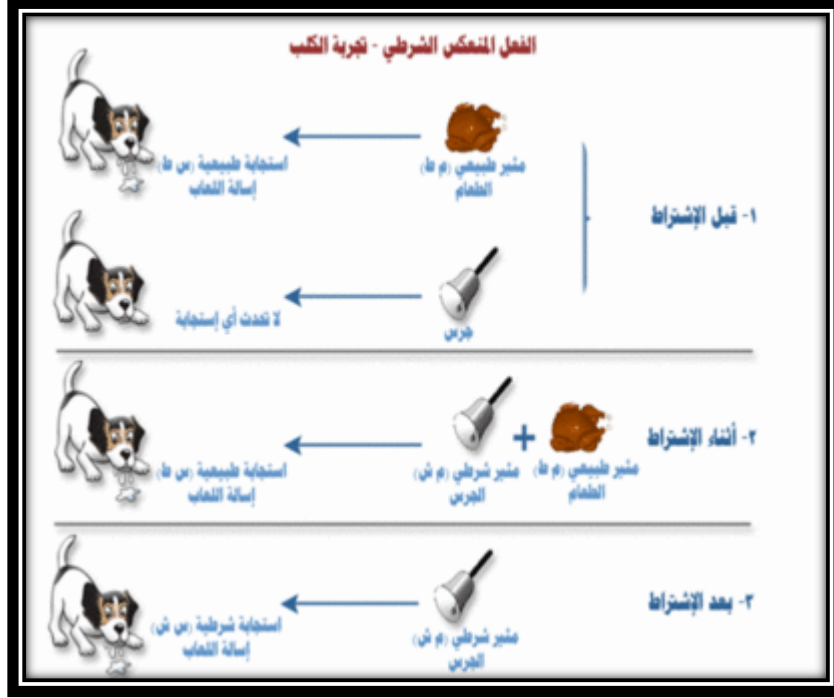 الفعل المنعكس الشرطي - تجربة الكلب
١- قبل الإشتراط
مثير طبيعي (م ط)
الطعام
استجابة طبيعية (س ط)
إسالة اللعاب
جرس
لا تحدث أي إستجابة
٢- أثناء الإشتراط
مثير طبيعي (م ط)
الطعام
+
مثير شرطي (م ش)
الجرس
استجابة طبيعية (س ط)
إسالة اللعاب
٣- بعد الإشتراط
مثير شرطي (م ش)
الجرس
استجابة شرطية (س ش)
إسالة اللعاب